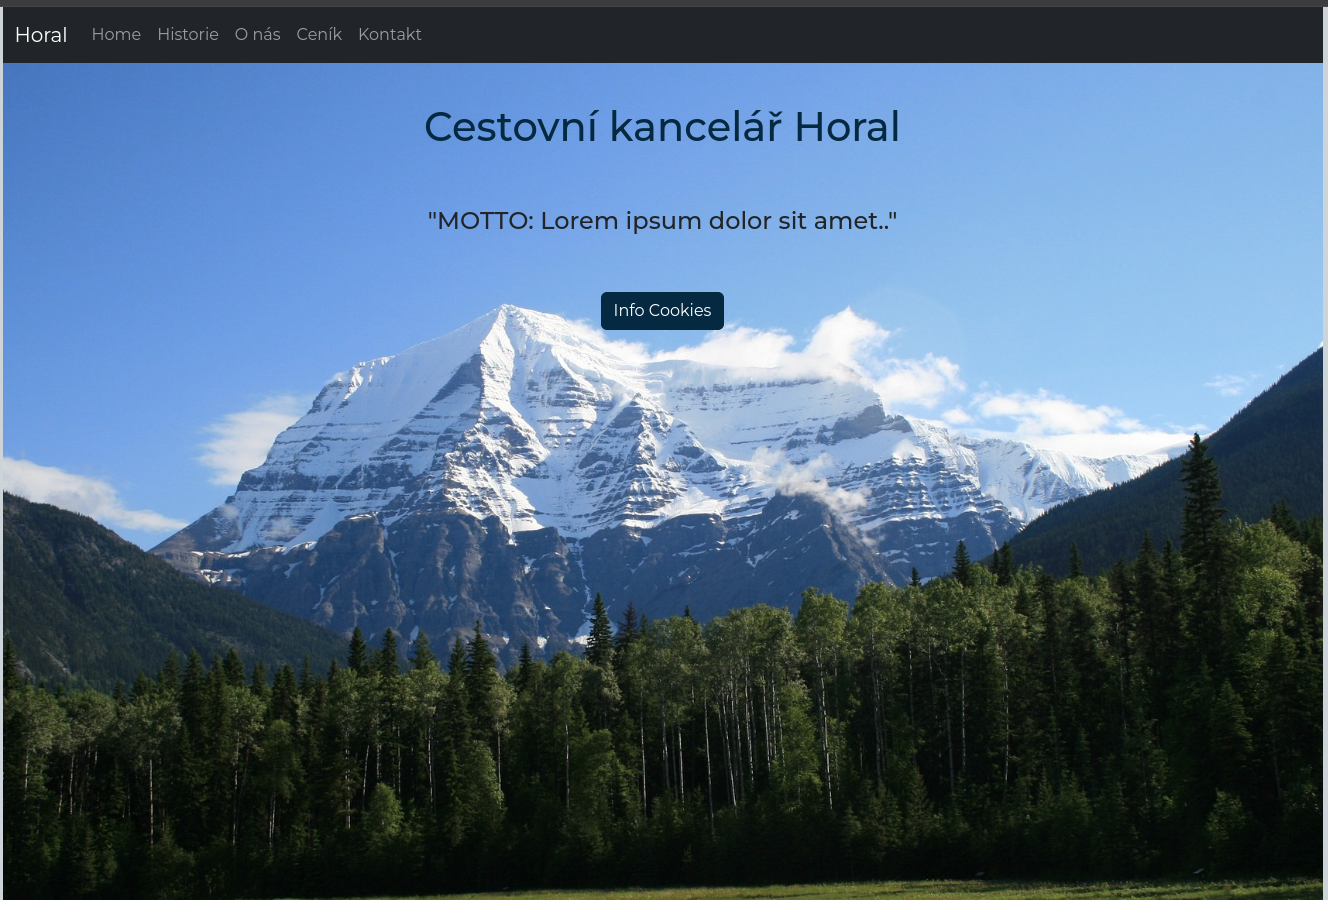 Horal Home Historie O nás Ceník Kontakt
Cestovní kancelář Horal
"MOTTO: Lorem ipsum dolor sit amet.."
Info Cookies